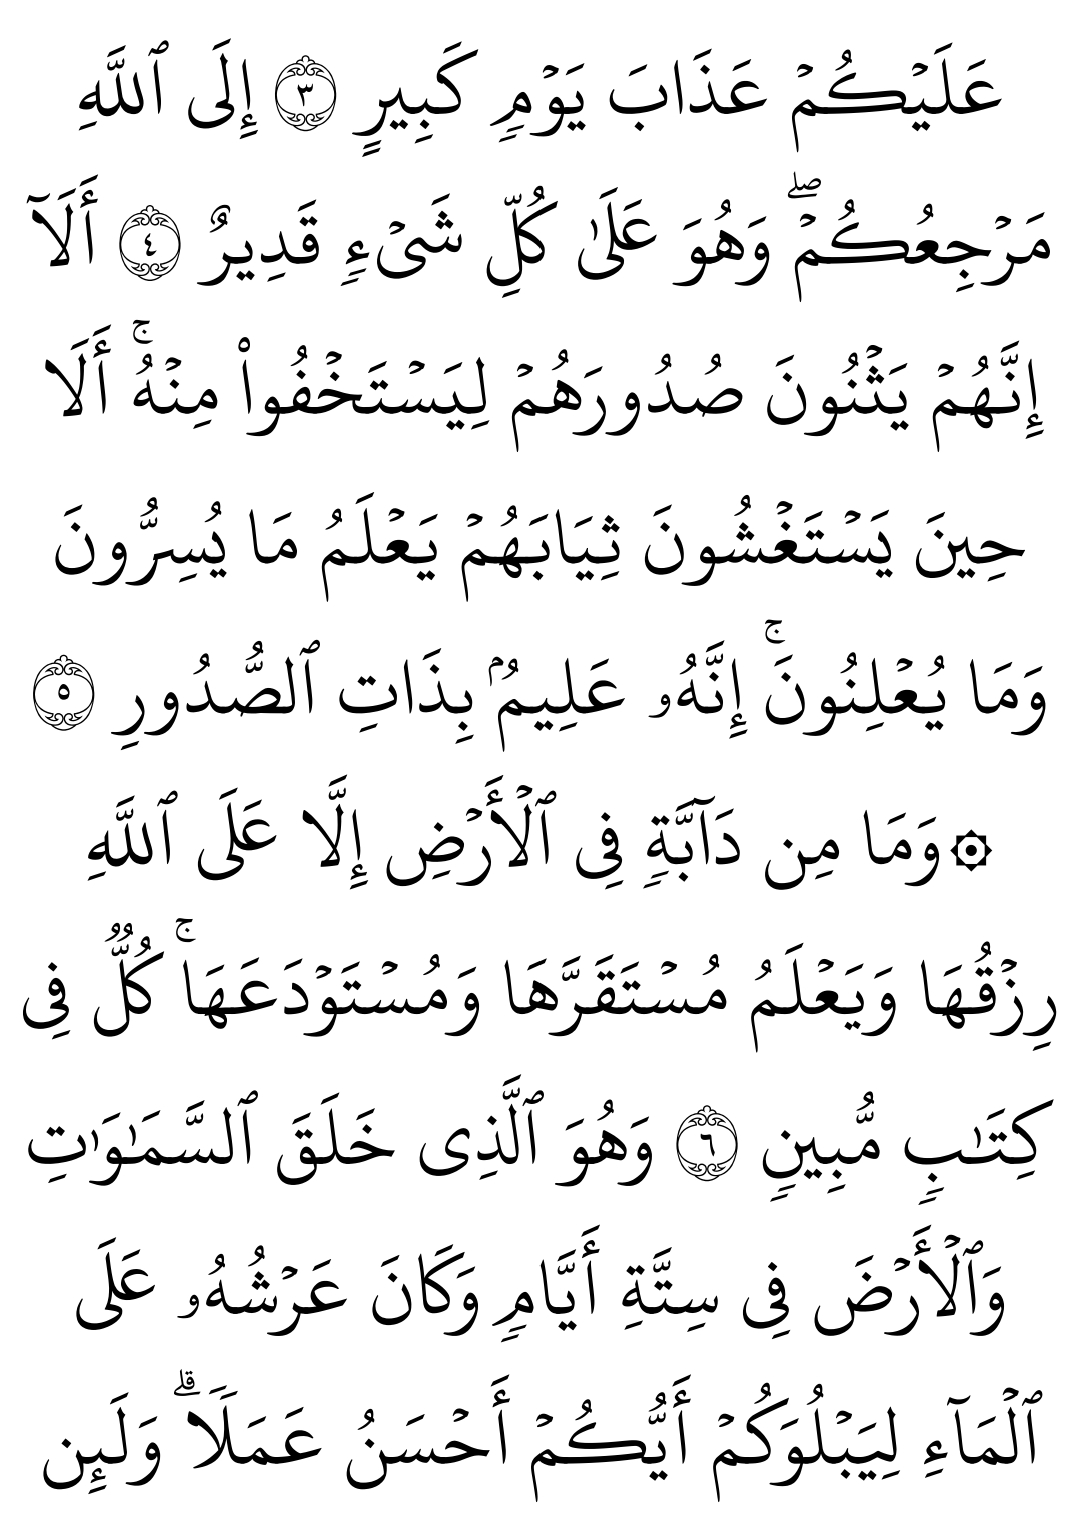 عَلَيۡكُمۡ عَذَابَ يَوۡمٖ كَبِيرٍ ٣ إِلَى ٱللَّهِ
مَرۡجِعُكُمۡۖ وَهُوَ عَلَىٰ كُلِّ شَيۡءٖ قَدِيرٌ ٤ أَلَآ
إِنَّهُمۡ يَثۡنُونَ صُدُورَهُمۡ لِيَسۡتَخۡفُواْ مِنۡهُۚ أَلَا
حِينَ يَسۡتَغۡشُونَ ثِيَابَهُمۡ يَعۡلَمُ مَا يُسِرُّونَ
وَمَا يُعۡلِنُونَۚ إِنَّهُۥ عَلِيمُۢ بِذَاتِ ٱلصُّدُورِ ٥
۞وَمَا مِن دَآبَّةٖ فِي ٱلۡأَرۡضِ إِلَّا عَلَى ٱللَّهِ
رِزۡقُهَا وَيَعۡلَمُ مُسۡتَقَرَّهَا وَمُسۡتَوۡدَعَهَاۚ كُلّٞ فِي
كِتَٰبٖ مُّبِينٖ ٦ وَهُوَ ٱلَّذِي خَلَقَ ٱلسَّمَٰوَٰتِ
وَٱلۡأَرۡضَ فِي سِتَّةِ أَيَّامٖ وَكَانَ عَرۡشُهُۥ عَلَى
ٱلۡمَآءِ لِيَبۡلُوَكُمۡ أَيُّكُمۡ أَحۡسَنُ عَمَلٗاۗ وَلَئِن